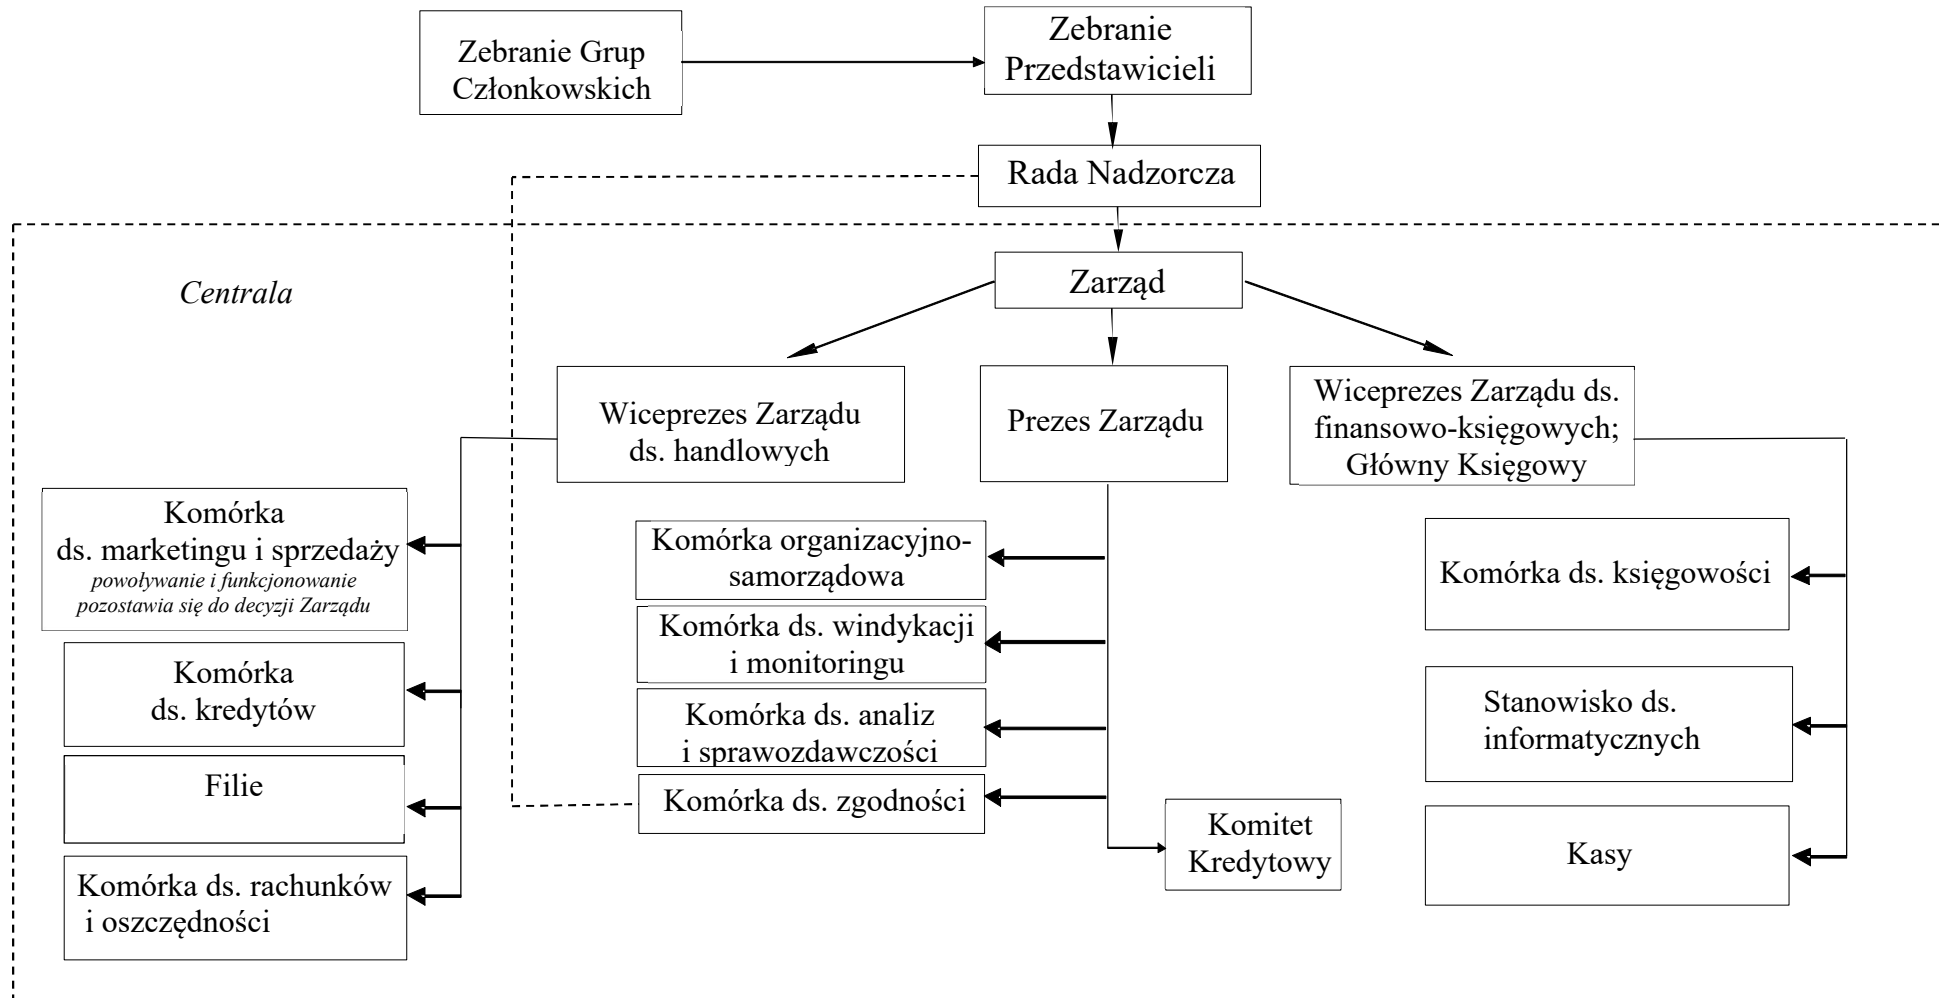 Zebranie Grup
Członkowskich
Zebranie
Przedstawicieli
Rada Nadzorcza
Centrala
Zarząd
Wiceprezes Zarządu
ds. handlowych
Prezes Zarządu
Wiceprezes Zarządu ds.
finansowo-księgowych;
Główny Księgowy
Komórka
ds. marketingu i sprzedaży
powoływanie i funkcjonowanie
pozostawia się do decyzji Zarządu
Komórka
ds. kredytów
Filie
Komórka ds. rachunków
i oszczędności
Komórka organizacyjno-
samorządowa
Komórka ds. windykacji
i monitoringu
Komórka ds. analiz
i sprawozdawczości
Komórka ds. zgodności
Komitet
Kredytowy
Komórka ds. księgowości
Stanowisko ds.
informatycznych
Kasy